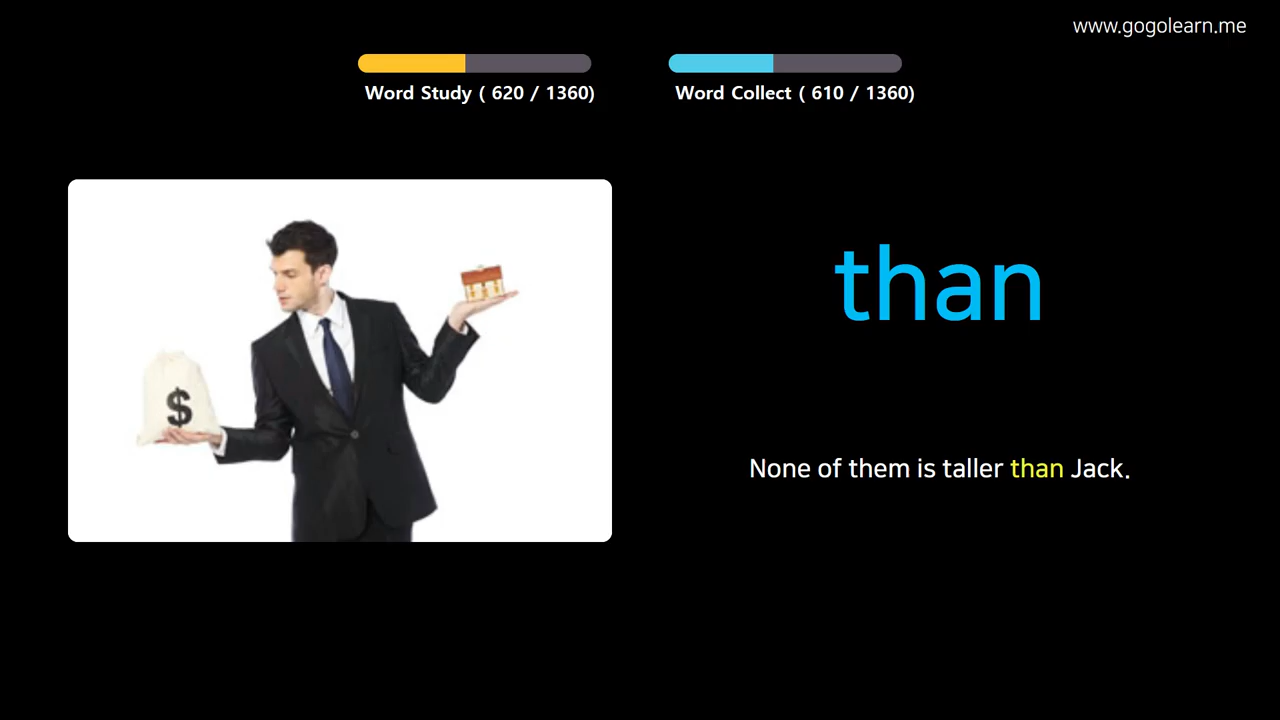 www.gogolearn.me
Word Study ( 620 / 1360)
Word Collect ( 610 / 1360)
$
than
None of them is taller than Jack.